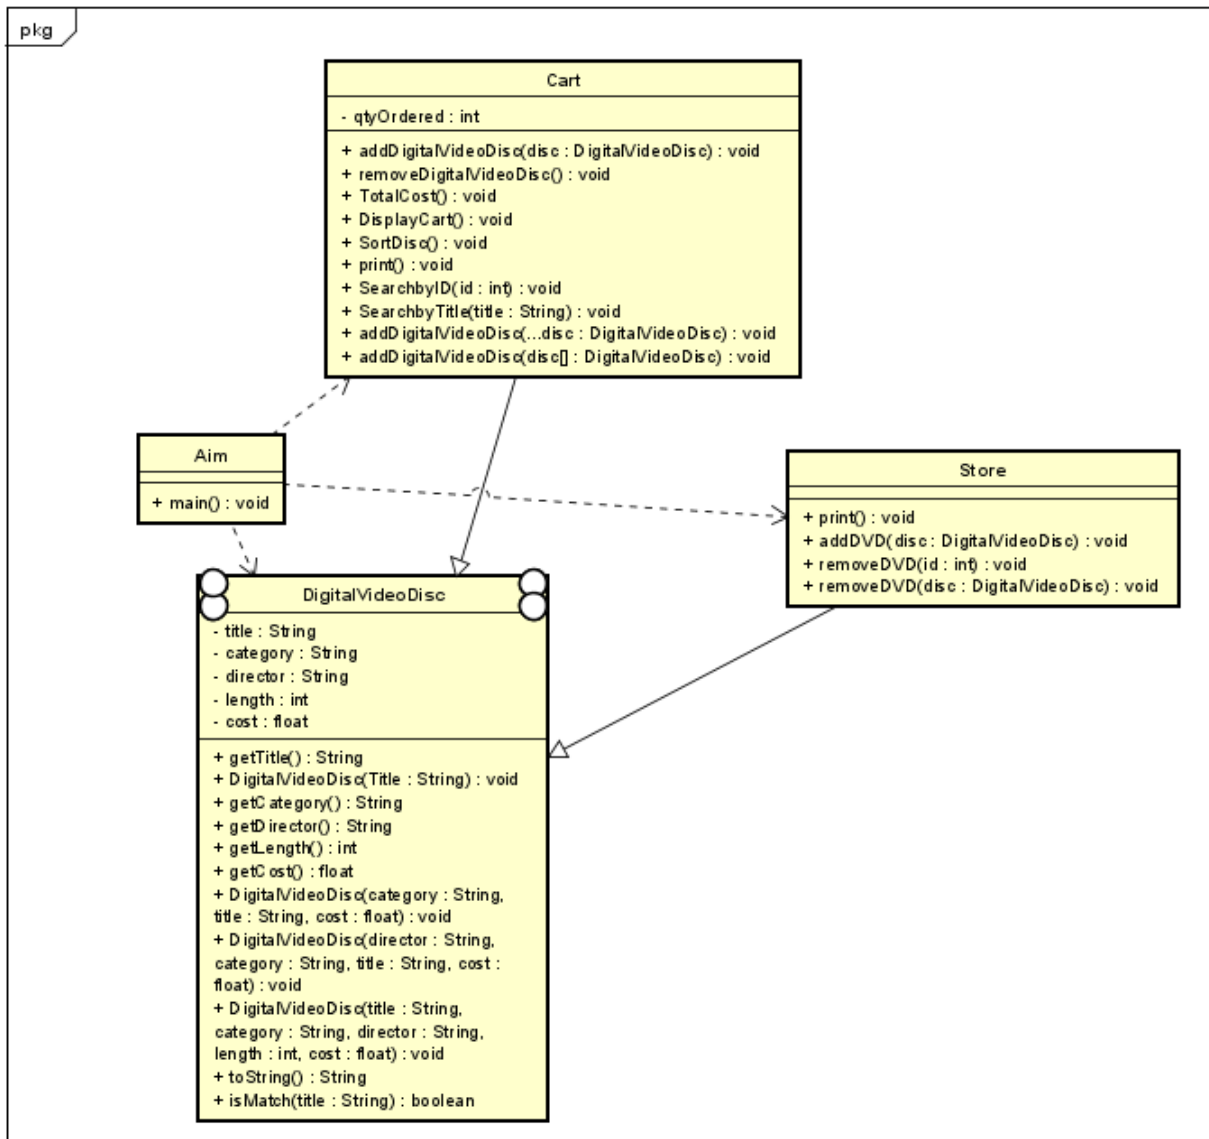 pkg
Cart
- qtyOrdered : int
+ addDigitalVideoDisc(disc : DigitalVideoDisc) : void
+ removeDigitalVideoDisc() : void
+ TotalCost() : void
+ DisplayCart() : void
+ SortDisc() : void
+ print() : void
+ SearchbyID(id : int) : void
+ SearchbyTitle(title : String) : void
+ addDigitalVideoDisc(...disc : DigitalVideoDisc) : void
+ addDigitalVideoDisc(disc[] : DigitalVideoDisc) : void
Aim
+ main() : void
Store
+ print() : void
+ addDVD(disc : DigitalVideoDisc) : void
+ removeDVD(id : int) : void
+ removeDVD(disc : DigitalVideoDisc) : void
DigitalVideoDisc
- title : String
- category : String
- director : String
- length : int
- cost : float
+ getTitle() : String
+ DigitalVideoDisc(Title : String) : void
+ getCategory() : String
+ getDirector() : String
+ getLength() : int
+ getCost() : float
+ DigitalVideoDisc(category : String,
title : String, cost : float) : void
+ DigitalVideoDisc(director : String,
category : String, title : String, cost :
float) : void
+ DigitalVideoDisc(title : String,
category : String, director : String,
length : int, cost : float) : void
+ toString() : String
+ isMatch(title : String) : boolean